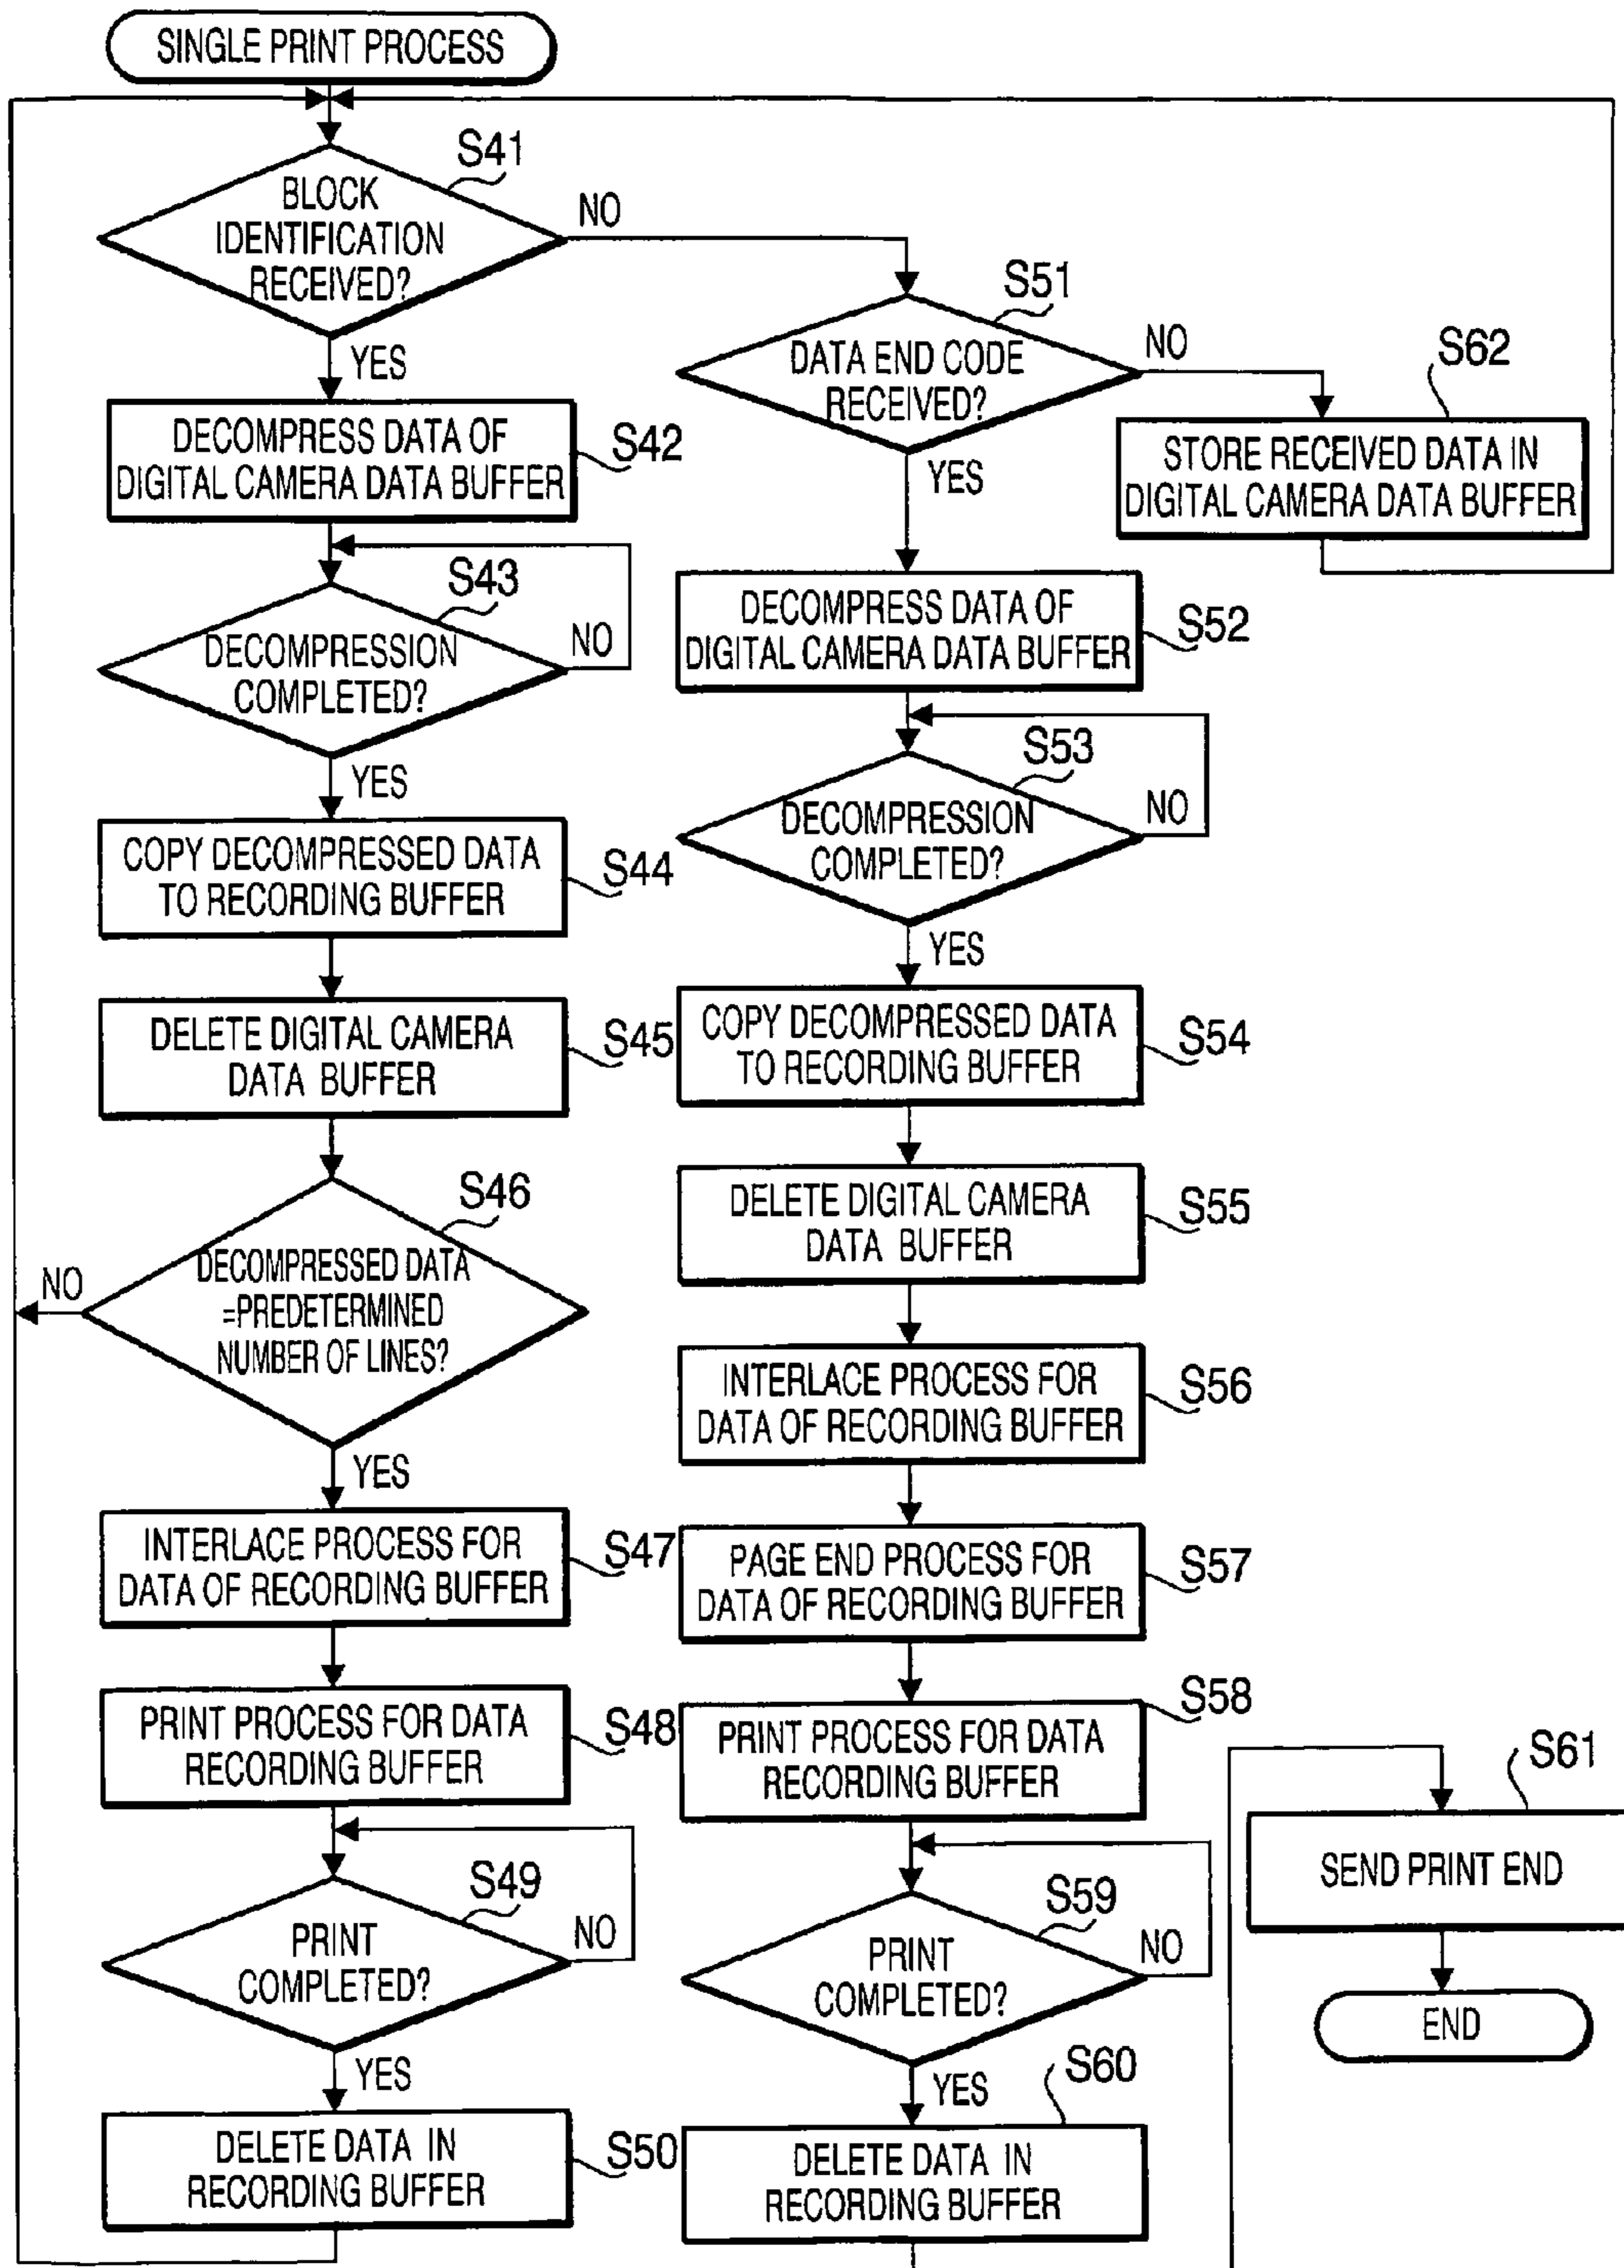 SINGLE PRINT PROCESS
S41
BLOCK
IDENTIFICATION
RECEIVED?
NO
YES
S42
DECOMPRESS DATA OF
DIGITAL CAMERA DATA BUFFER
S43
DECOMPRESSION
COMPLETED?
NO
YES
S44
COPY DECOMPRESSED DATA
TO RECORDING BUFFER
S45
DELETE DIGITAL CAMERA
DATA BUFFER
S46
DECOMPRESSED DATA
=PREDETERMINED
NUMBER OF LINES?
NO
YES
S47
INTERLACE PROCESS FOR
DATA OF RECORDING BUFFER
S48
PRINT PROCESS FOR DATA
RECORDING BUFFER
S49
PRINT
COMPLETED?
NO
YES
S50
DELETE DATA IN
RECORDING BUFFER
S51
DATA END CODE
RECEIVED?
NO
YES
S62
STORE RECEIVED DATA IN
DIGITAL CAMERA DATA BUFFER
S52
DECOMPRESS DATA OF
DIGITAL CAMERA DATA BUFFER
S53
DECOMPRESSION
COMPLETED?
NO
YES
S54
COPY DECOMPRESSED DATA
TO RECORDING BUFFER
S55
DELETE DIGITAL CAMERA
DATA BUFFER
S56
INTERLACE PROCESS FOR
DATA OF RECORDING BUFFER
S57
PAGE END PROCESS FOR
DATA OF RECORDING BUFFER
S58
PRINT PROCESS FOR DATA
RECORDING BUFFER
S59
PRINT
COMPLETED?
NO
YES
S60
DELETE DATA IN
RECORDING BUFFER
S61
SEND PRINT END
END